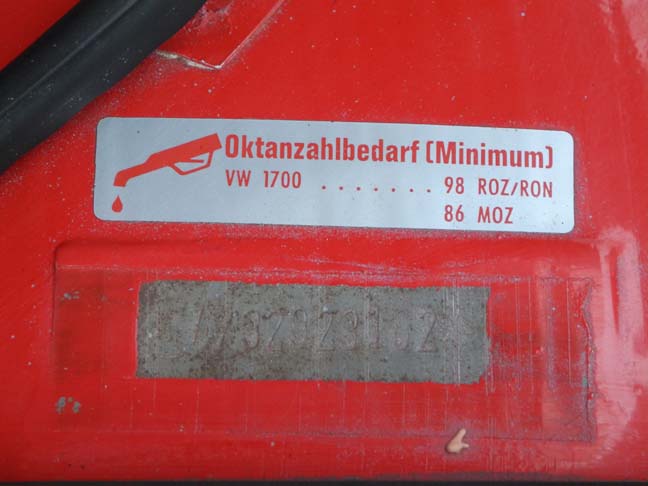 Oktanzahlbedarf (Minimum)
VW 1700 ....... 98 ROZ/RON
86 MOZ